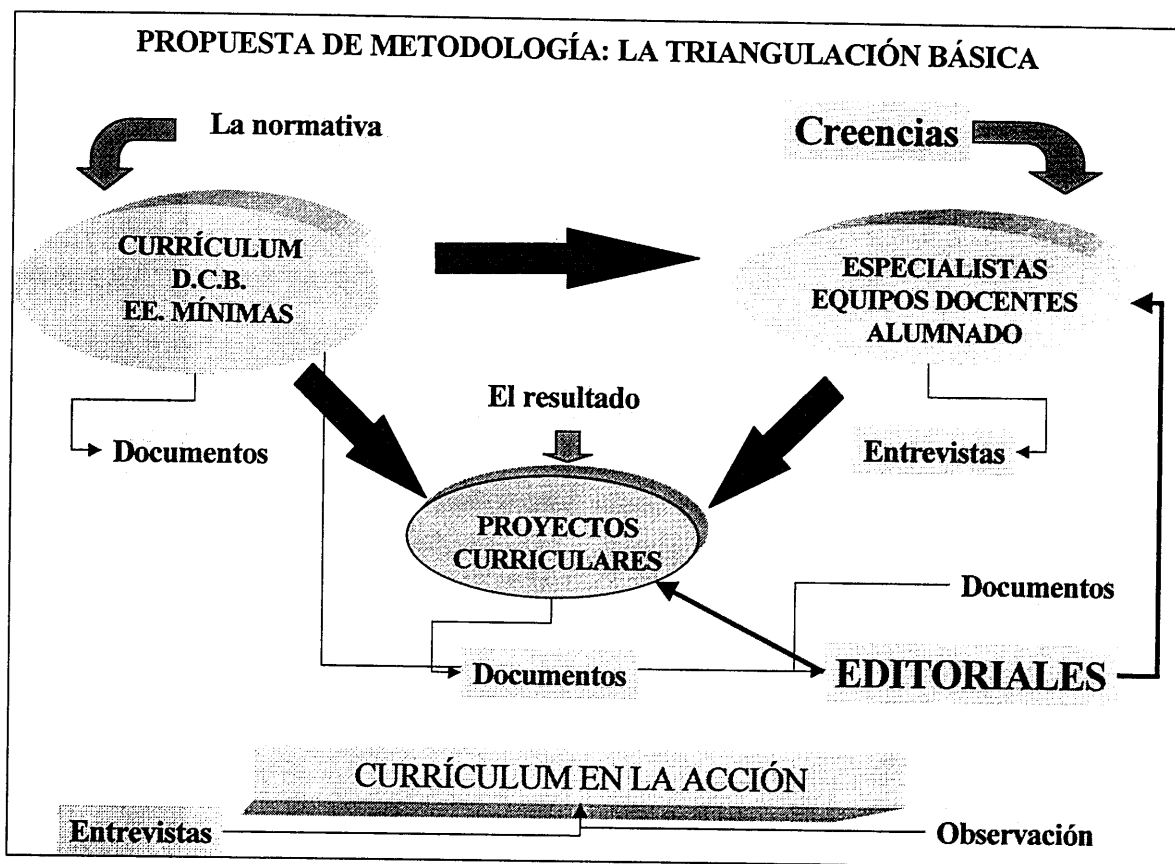 PROPUESTA DE METODOLOGÍA: LA TRIANGULACIÓN BÁSICA
La normativa
Creencias
CURRÍCULUM
D.C.B.
EE. MÍNIMAS
ESPECIALISTAS
EQUIPOS DOCENTES
ALUMNADO
El resultado
Documentos
Entrevistas
PROYECTOS
CURRICULARES
Documentos
Documentos
EDITORIALES
CURRÍCULUM EN LA ACCIÓN
Entrevistas
Observación